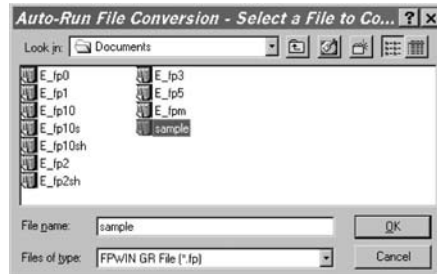 Auto-Run File Conversion - Select a File to Co...
Look in: Documents
E_fp0
E_fp1
E_fp10
E_fp10s
E_fp10sh
E_fp2
E_fp2sh
E_fp3
E_fp5
E_fpm
sample
File name: sample
OK
Files of type: FPWIN GR File (*.fp)
Cancel